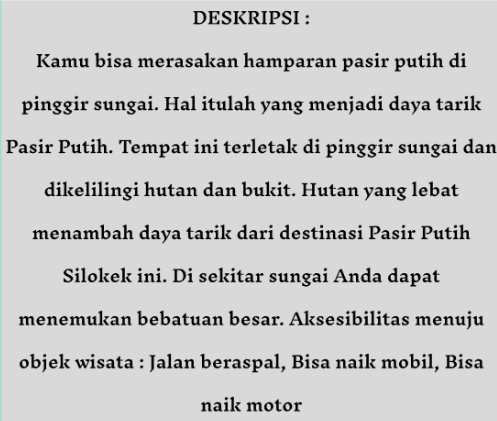 DESKRIPSI :
Kamu bisa merasakan hamparan pasir putih di
pinggir sungai. Hal itulah yang menjadi daya tarik
Pasir Putih. Tempat ini terletak di pinggir sungai dan
dikelilingi hutan dan bukit. Hutan yang lebat
menambah daya tarik dari destinasi Pasir Putih
Silokek ini. Di sekitar sungai Anda dapat
menemukan bebatuan besar. Aksesibilitas menuju
objek wisata : Jalan beraspal, Bisa naik mobil, Bisa
naik motor